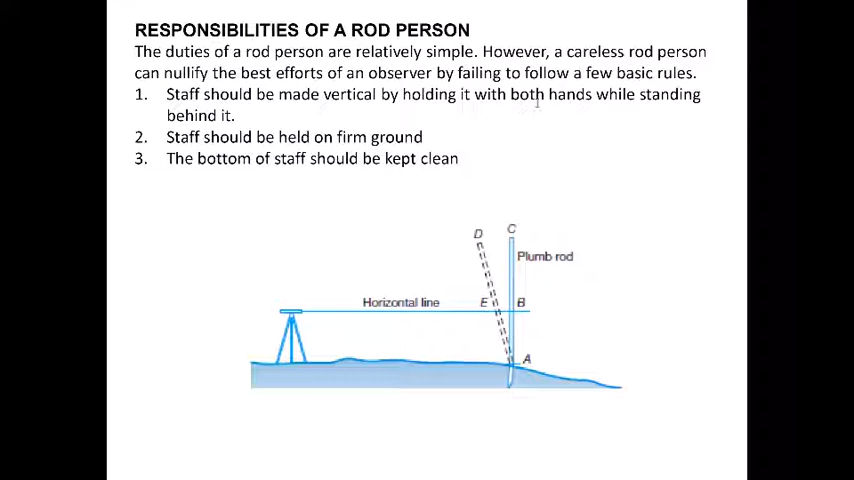 RESPONSIBILITIES OF A ROD PERSON
The duties of a rod person are relatively simple. However, a careless rod person
can nullify the best efforts of an observer by failing to follow a few basic rules.
1. Staff should be made vertical by holding it with both hands while standing
behind it.
2. Staff should be held on firm ground
3. The bottom of staff should be kept clean
D C
Plumb rod
Horizontal line E B
A